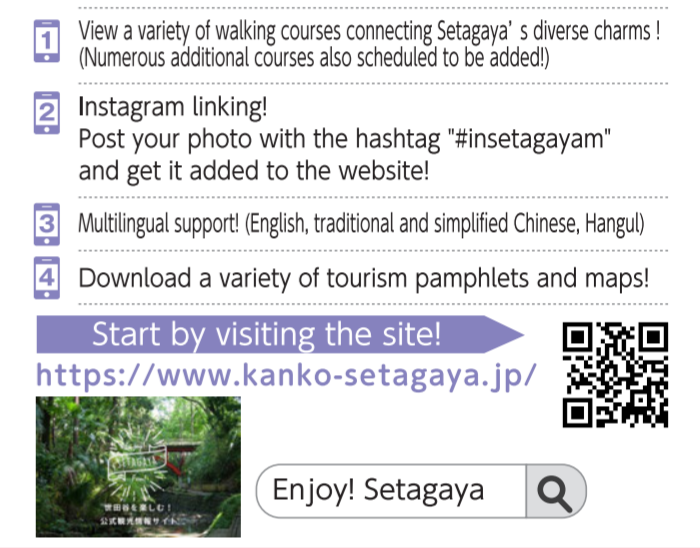 1 View a variety of walking courses connecting Setagaya's diverse charms !
(Numerous additional courses also scheduled to be added!)
2 Instagram linking!
Post your photo with the hashtag "#insetagayam"
and get it added to the website!
3 Multilingual support! (English, traditional and simplified Chinese, Hangul)
4 Download a variety of tourism pamphlets and maps!
Start by visiting the site!
https://www.kanko-setagaya.jp/
SETAGAYA
世田谷を楽しむ！
公式観光情報サイト
Enjoy! Setagaya